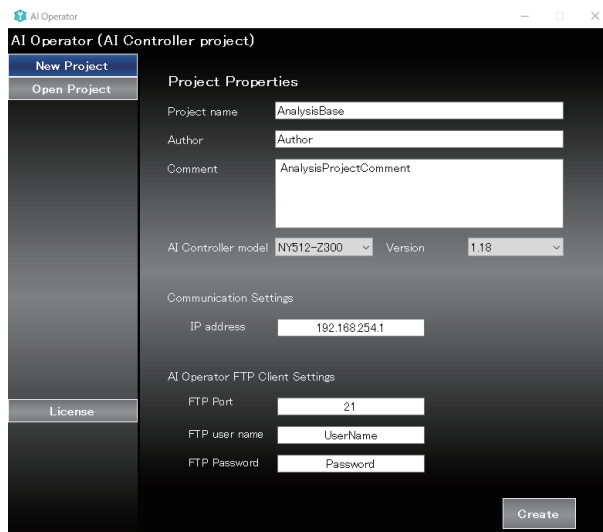 AI Operator
AI Operator (AI Controller project)
New Project
Open Project
License
Project Properties
Project name AnalysisBase
Author Author
Comment AnalysisProjectComment
AI Controller model NY512-Z300 Version 1.18
Communication Settings
IP address 192.168.254.1
AI Operator FTP Client Settings
FTP Port 21
FTP user name UserName
FTP Password Password
Create